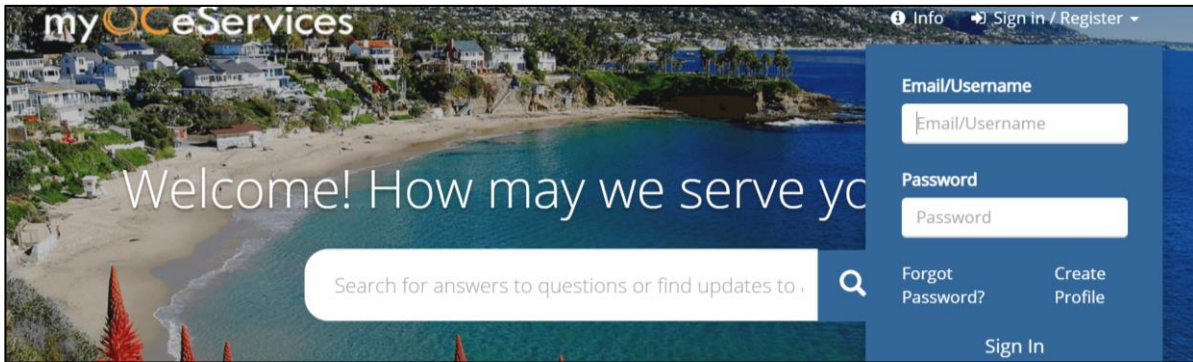 myOCeServices
Info Sign in / Register
Email/Username
Email/Username
Password
Welcome! How may we serve yo
Password
Forgot Password?
Create Profile
Search for answers to questions or find updates to
Sign In